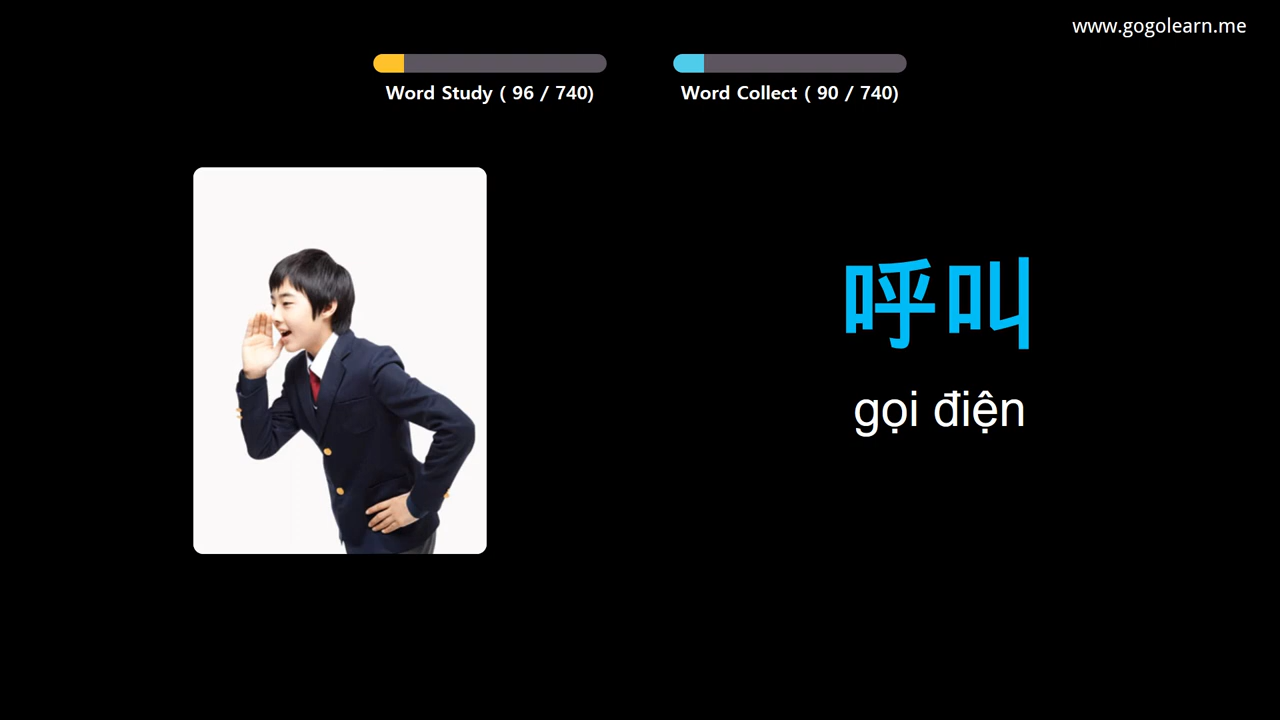 www.gogolearn.me
Word Study ( 96 / 740)
Word Collect ( 90 / 740)
呼叫
gọi điện